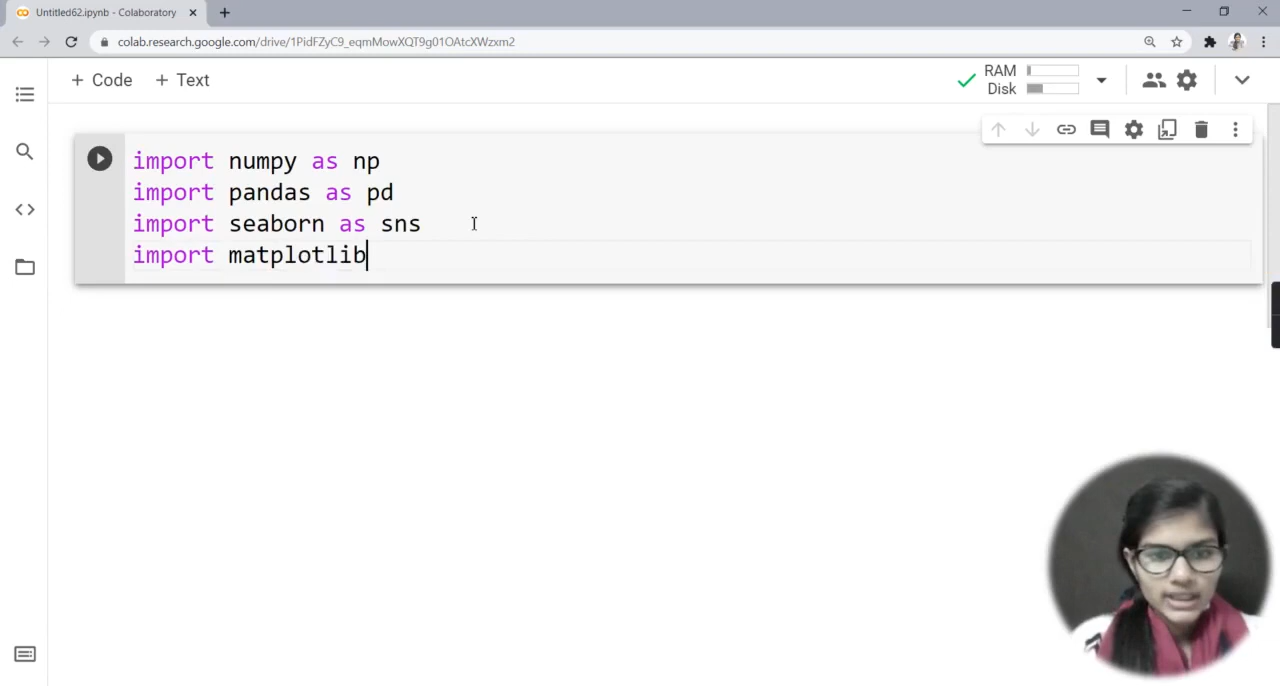 Untitled62.ipynb - Colaboratory
colab.research.google.com/drive/1PidFZyC9_eqmMowXQT9g01OAtcXWzxm2
+ Code + Text
RAM
Disk
import numpy as np
import pandas as pd
import seaborn as sns
import matplotlib